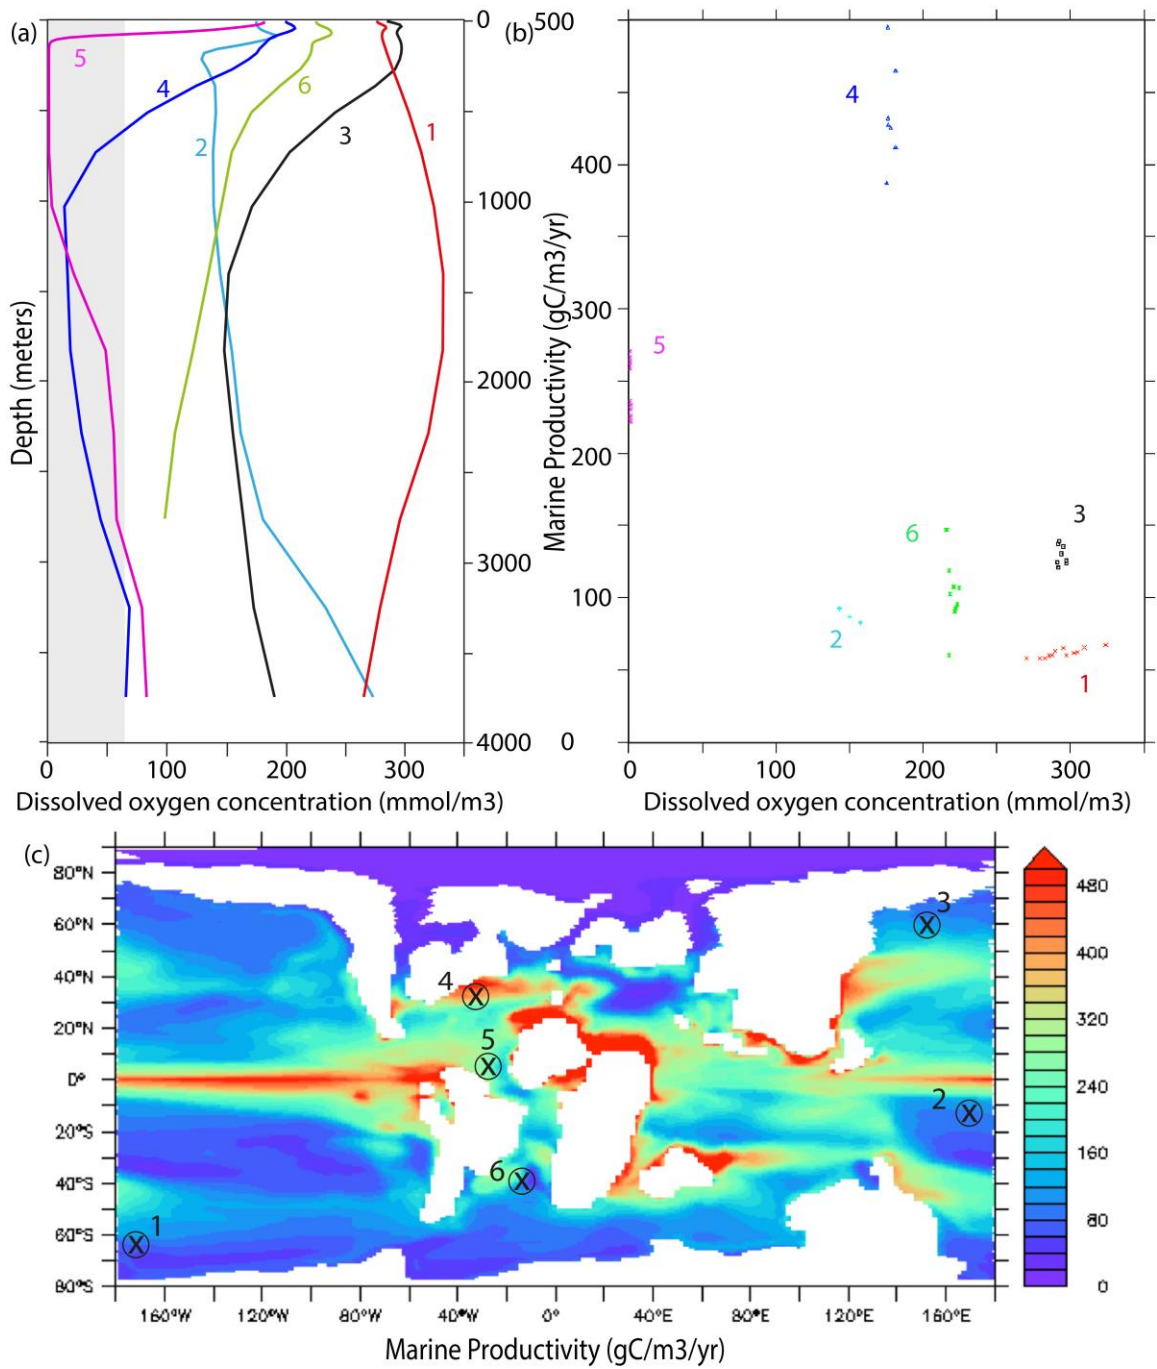 (a)
0
(b)
500
5
4
6
2
3
1
1000
2000
3000
4000
Depth (meters)
0
100
200
300
Dissolved oxygen concentration (mmol/m3)
4
400
300
5
200
3
6
100
2
1
0
Marine Productivity (gC/m3/yr)
0
100
200
300
Dissolved oxygen concentration (mmol/m3)
(c)
80°N
60°N
40°N
20°N
0°
20°S
40°S
60°S
80°S
3
X
4
X
5
X
2
X
6
X
1
X
480
400
320
240
160
80
0
160°W
120°W
80°W
40°W
0°
40°E
80°E
120°E
160°E
Marine Productivity (gC/m3/yr)